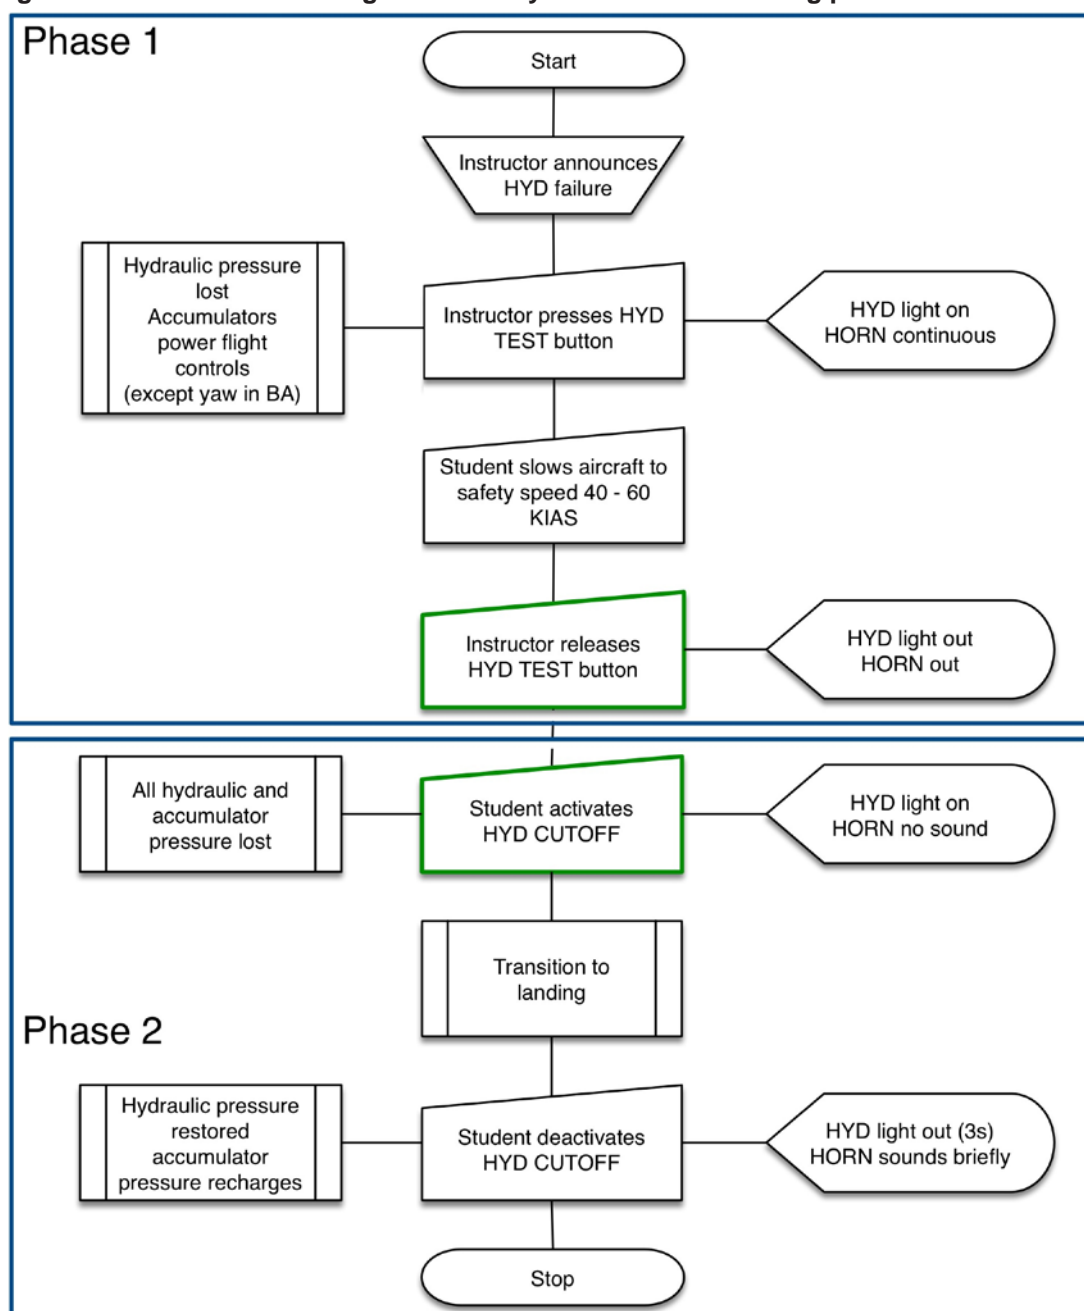 Phase 1
Start
Instructor announces
HYD failure
Hydraulic pressure
lost
Accumulators
power flight
controls
(except yaw in BA)
Instructor presses HYD
TEST button
HYD light on
HORN continuous
Student slows aircraft to
safety speed 40 - 60
KIAS
Instructor releases
HYD TEST button
HYD light out
HORN out
All hydraulic and
accumulator
pressure lost
Student activates
HYD CUTOFF
HYD light on
HORN no sound
Transition to
landing
Phase 2
Hydraulic pressure
restored
accumulator
pressure recharges
Student deactivates
HYD CUTOFF
HYD light out (3s)
HORN sounds briefly
Stop